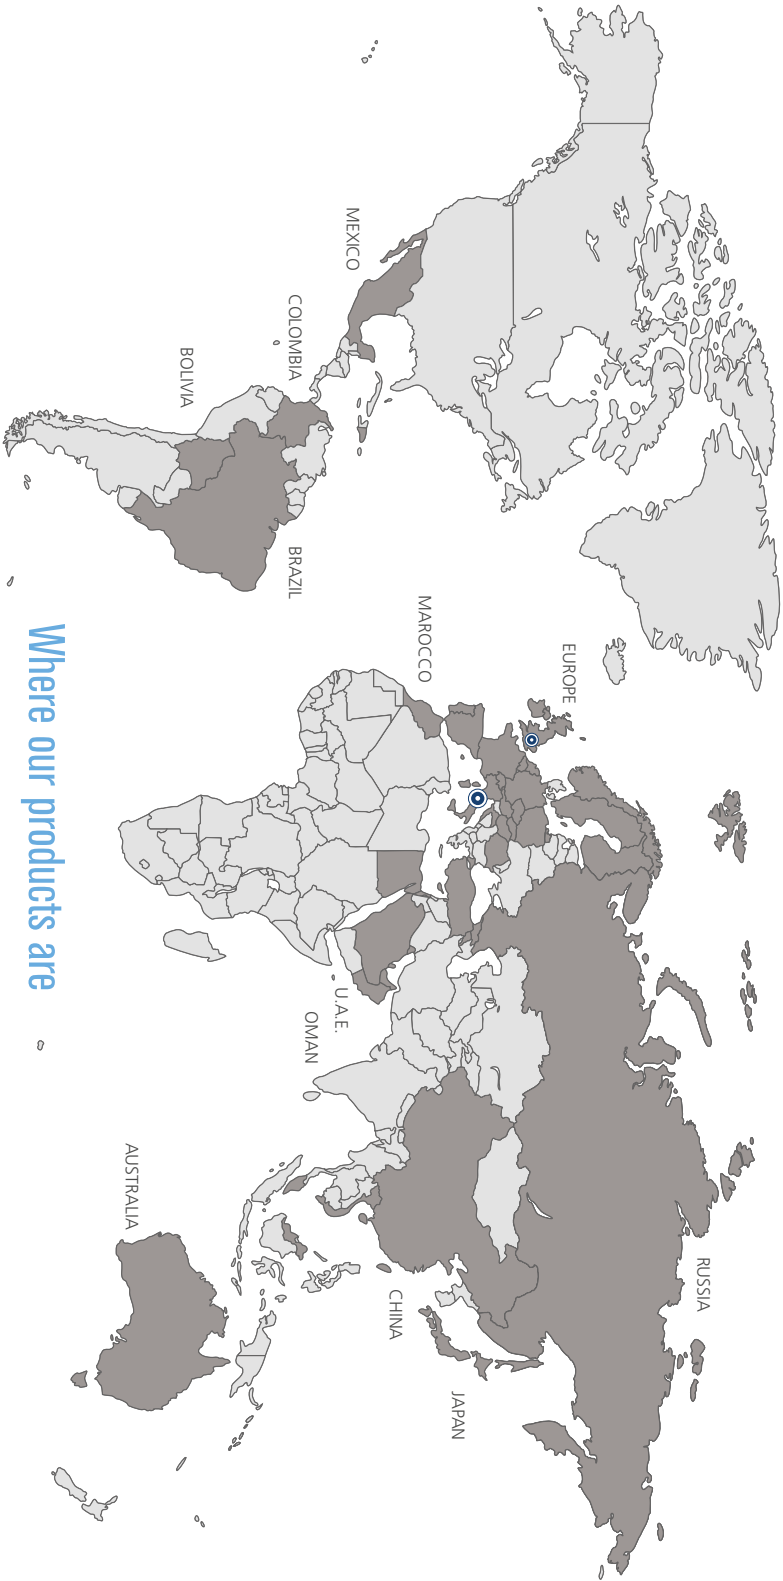 MEXICO
COLOMBIA
BOLIVIA
BRAZIL
MAROCCO
EUROPE
U.A.E.
OMAN
RUSSIA
CHINA
JAPAN
AUSTRALIA
Where our products are